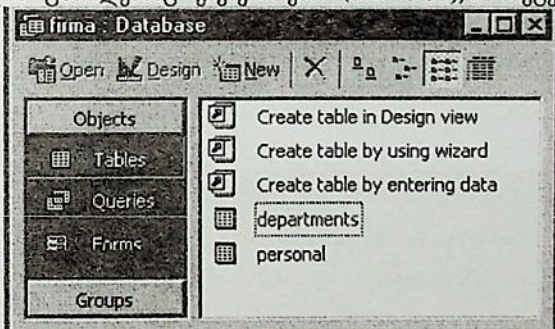 firma : Database
Open Design New
Objects
Tables
Queries
Forms
Groups
Create table in Design view
Create table by using wizard
Create table by entering data
departments
personal